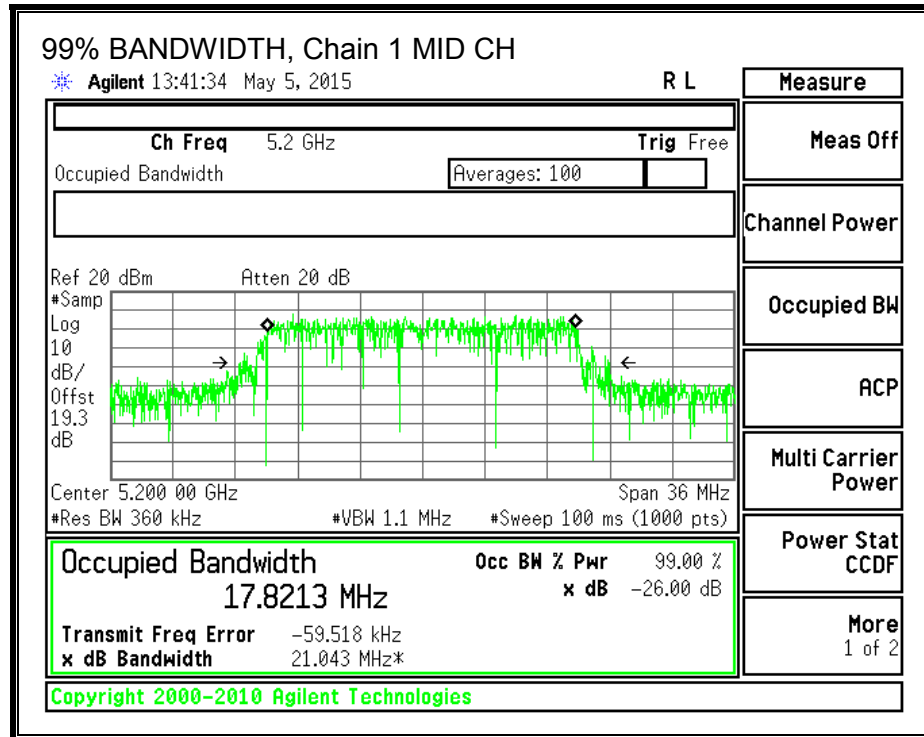 99% BANDWIDTH, Chain 1 MID CH
Agilent 13:41:34 May 5, 2015 R L
Measure
Ch Freq 5.2 GHz Trig Free
Meas Off
Occupied Bandwidth Averages: 100
Channel Power
Ref 20 dBm Atten 20 dB
#Samp
Log
10
dB/
Offst
19.3
dB
Occupied BW
ACP
Multi Carrier
Power
Center 5.200 00 GHz Span 36 MHz
#Res BW 360 kHz #VBW 1.1 MHz #Sweep 100 ms (1000 pts)
Power Stat
CCDF
Occupied Bandwidth Occ BW % Pwr 99.00 %
17.8213 MHz x dB -26.00 dB
Transmit Freq Error -59.518 kHz
x dB Bandwidth 21.043 MHz*
More
1 of 2
Copyright 2000-2010 Agilent Technologies